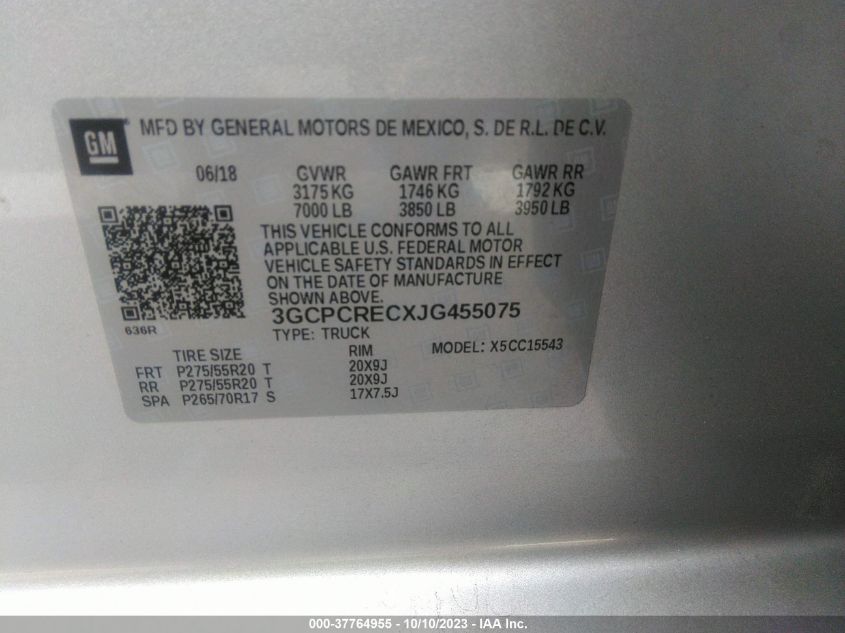 GM
MFD BY GENERAL MOTORS DE MEXICO, S. DE R.L. DE C.V.
06/18 GVWR GAWR FRT GAWR RR
3175 KG 1746 KG 1792 KG
7000 LB 3850 LB 3950 LB
THIS VEHICLE CONFORMS TO ALL
APPLICABLE U.S. FEDERAL MOTOR
VEHICLE SAFETY STANDARDS IN EFFECT
ON THE DATE OF MANUFACTURE
SHOWN ABOVE.
3GCPCRECXJG455075
636R
TYPE: TRUCK
MODEL: X5 CC15543
TIRE SIZE RIM
FRT P275/55R20 T 20X9J
RR P275/55R20 T 20X9J
SPA P265/70R17 S 17X7.5J
000-37764955 - 10/10/2023 - IAA Inc.